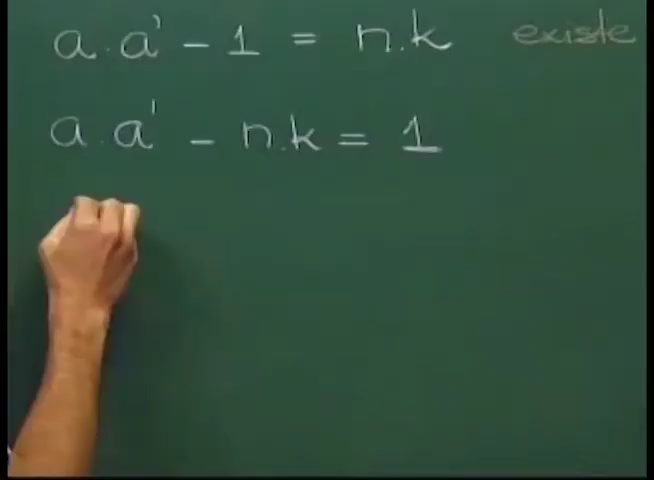 a.a' - 1 = n.k existe
a.a' - n.k = 1